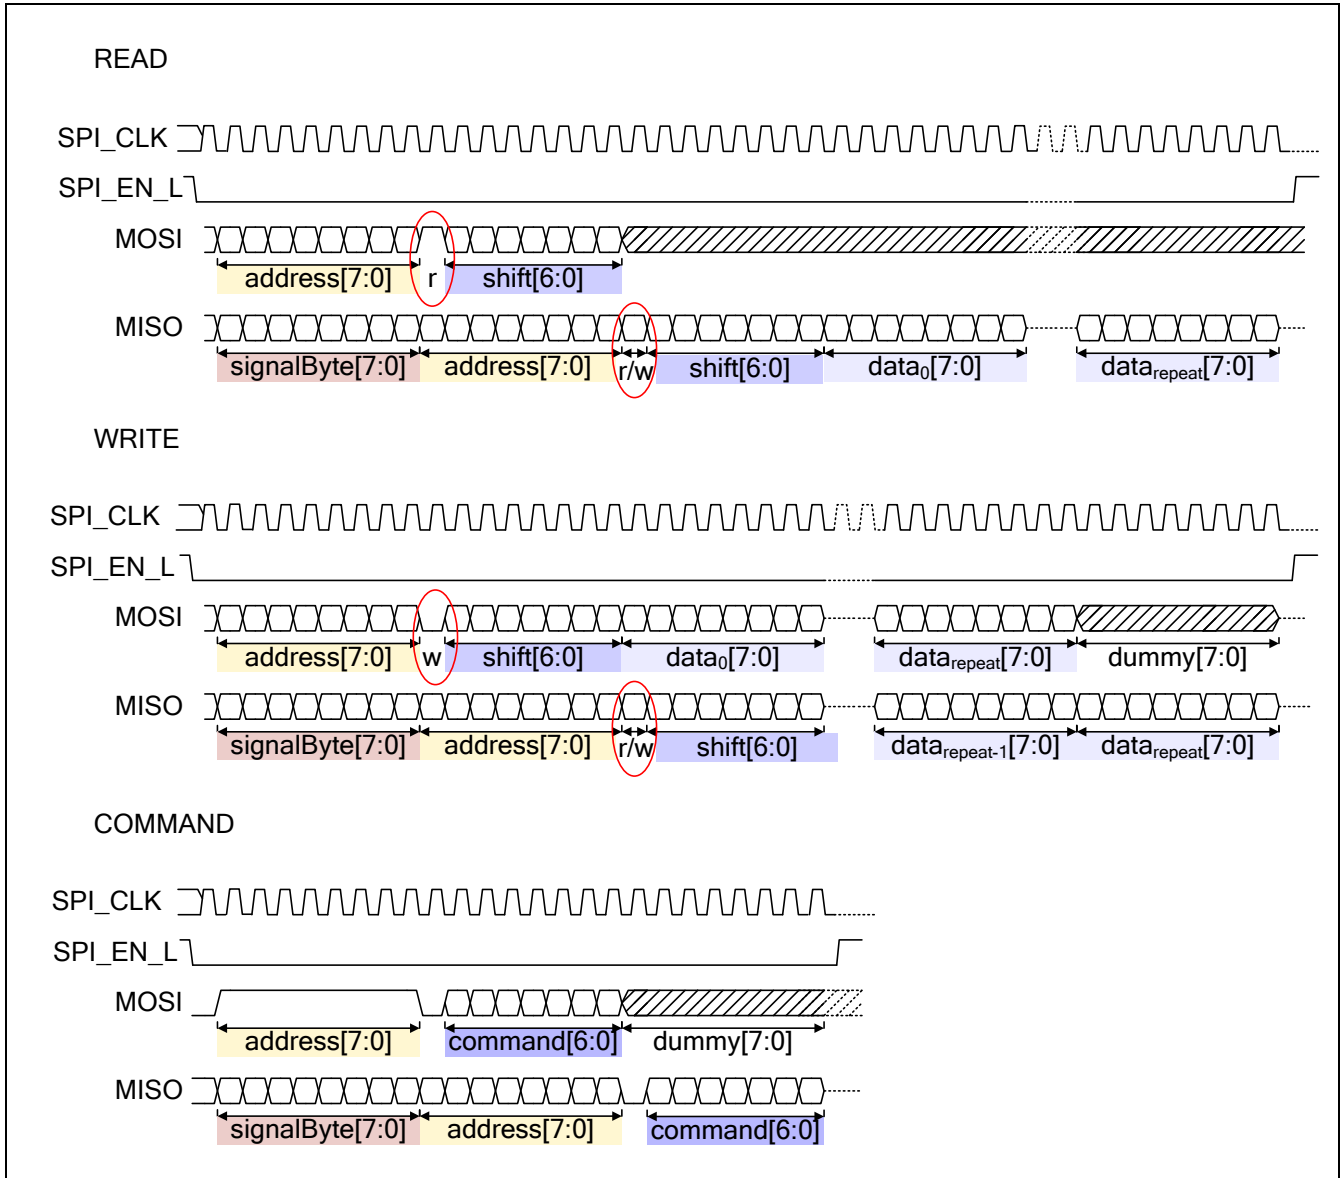 READ
SPI_CLK
SPI_EN_L
MOSI
address[7:0] r shift[6:0]
MISO
signalByte[7:0] address[7:0] r/w shift[6:0] data0[7:0] datarepeat[7:0]
WRITE
SPI_CLK
SPI_EN_L
MOSI
address[7:0] w shift[6:0] data0[7:0] datarepeat[7:0] dummy[7:0]
MISO
signalByte[7:0] address[7:0] r/w shift[6:0] datarepeat-1[7:0] datarepeat[7:0]
COMMAND
SPI_CLK
SPI_EN_L
MOSI
address[7:0] command[6:0] dummy[7:0]
MISO
signalByte[7:0] address[7:0] command[6:0]